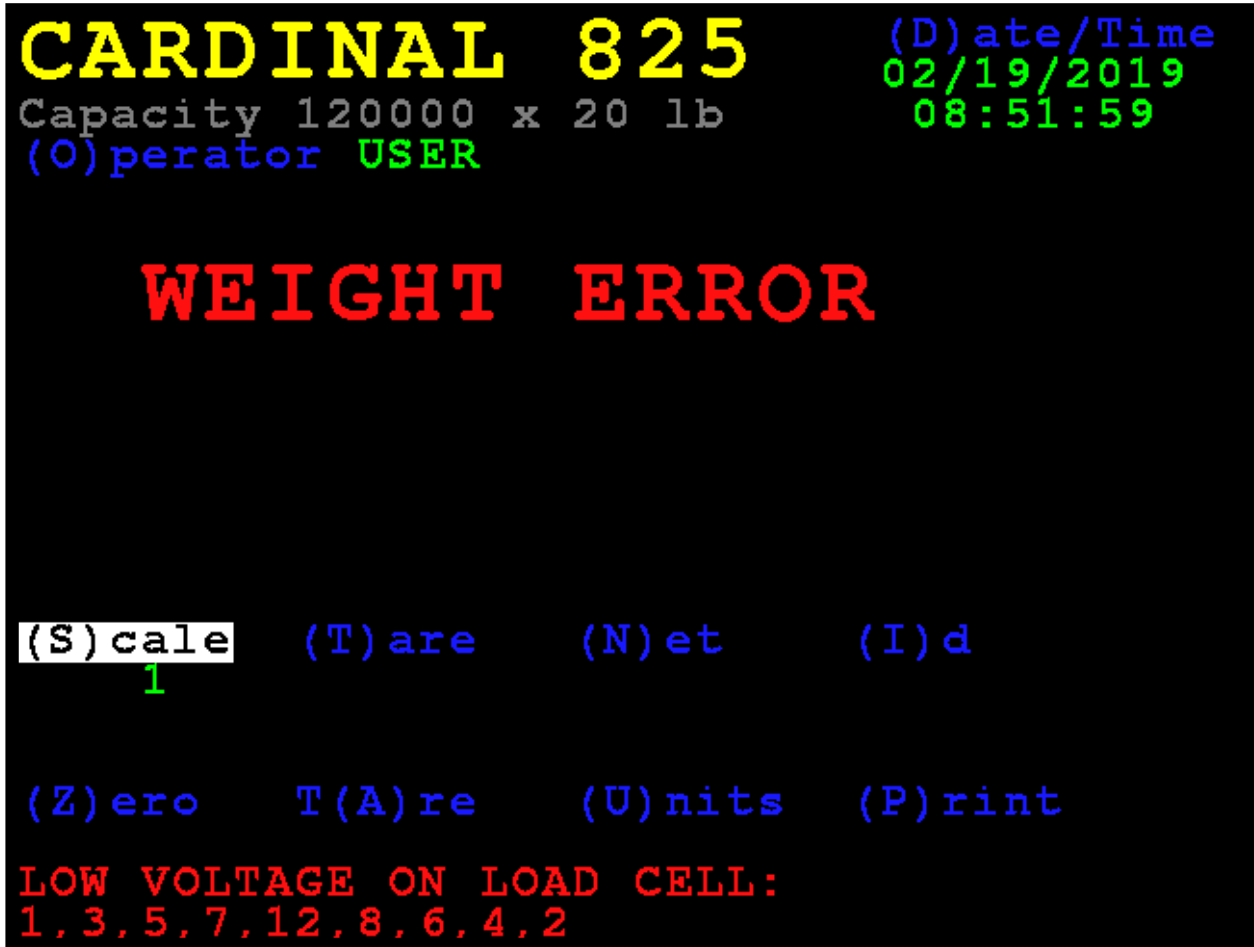 CARDINAL 825
(D)ate/Time
02/19/2019
Capacity 120000 x 20 lb
08:51:59
(O)perator USER
WEIGHT ERROR
(S)cale (T)are (N)et (I)d
1
(Z)ero T(A)re (U)nits (P)rint
LOW VOLTAGE ON LOAD CELL:
1,3,5,7,12,8,6,4,2